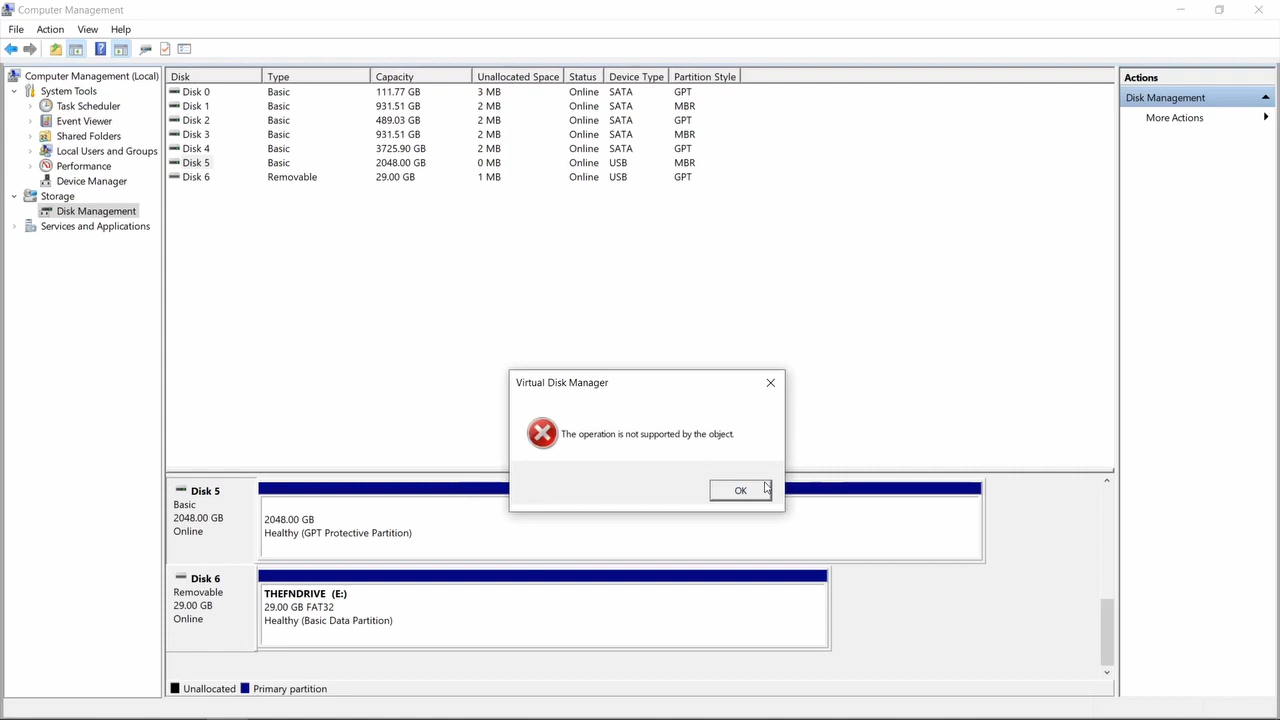 Computer Management
File Action View Help
Computer Management (Local)
System Tools
Task Scheduler
Event Viewer
Shared Folders
Local Users and Groups
Performance
Device Manager
Storage
Disk Management
Services and Applications
Disk Type Capacity Unallocated Space Status Device Type Partition Style
Disk 0 Basic 111.77 GB 3 MB Online SATA GPT
Disk 1 Basic 931.51 GB 2 MB Online SATA MBR
Disk 2 Basic 489.03 GB 2 MB Online SATA GPT
Disk 3 Basic 931.51 GB 2 MB Online SATA MBR
Disk 4 Basic 3725.90 GB 2 MB Online SATA GPT
Disk 5 Basic 2048.00 GB 0 MB Online USB MBR
Disk 6 Removable 29.00 GB 1 MB Online USB GPT
Actions
Disk Management
More Actions
Virtual Disk Manager
The operation is not supported by the object.
OK
Disk 5
Basic
2048.00 GB
Online
2048.00 GB
Healthy (GPT Protective Partition)
Disk 6
Removable
29.00 GB
Online
THEFNDRIVE (E:)
29.00 GB FAT32
Healthy (Basic Data Partition)
Unallocated Primary partition